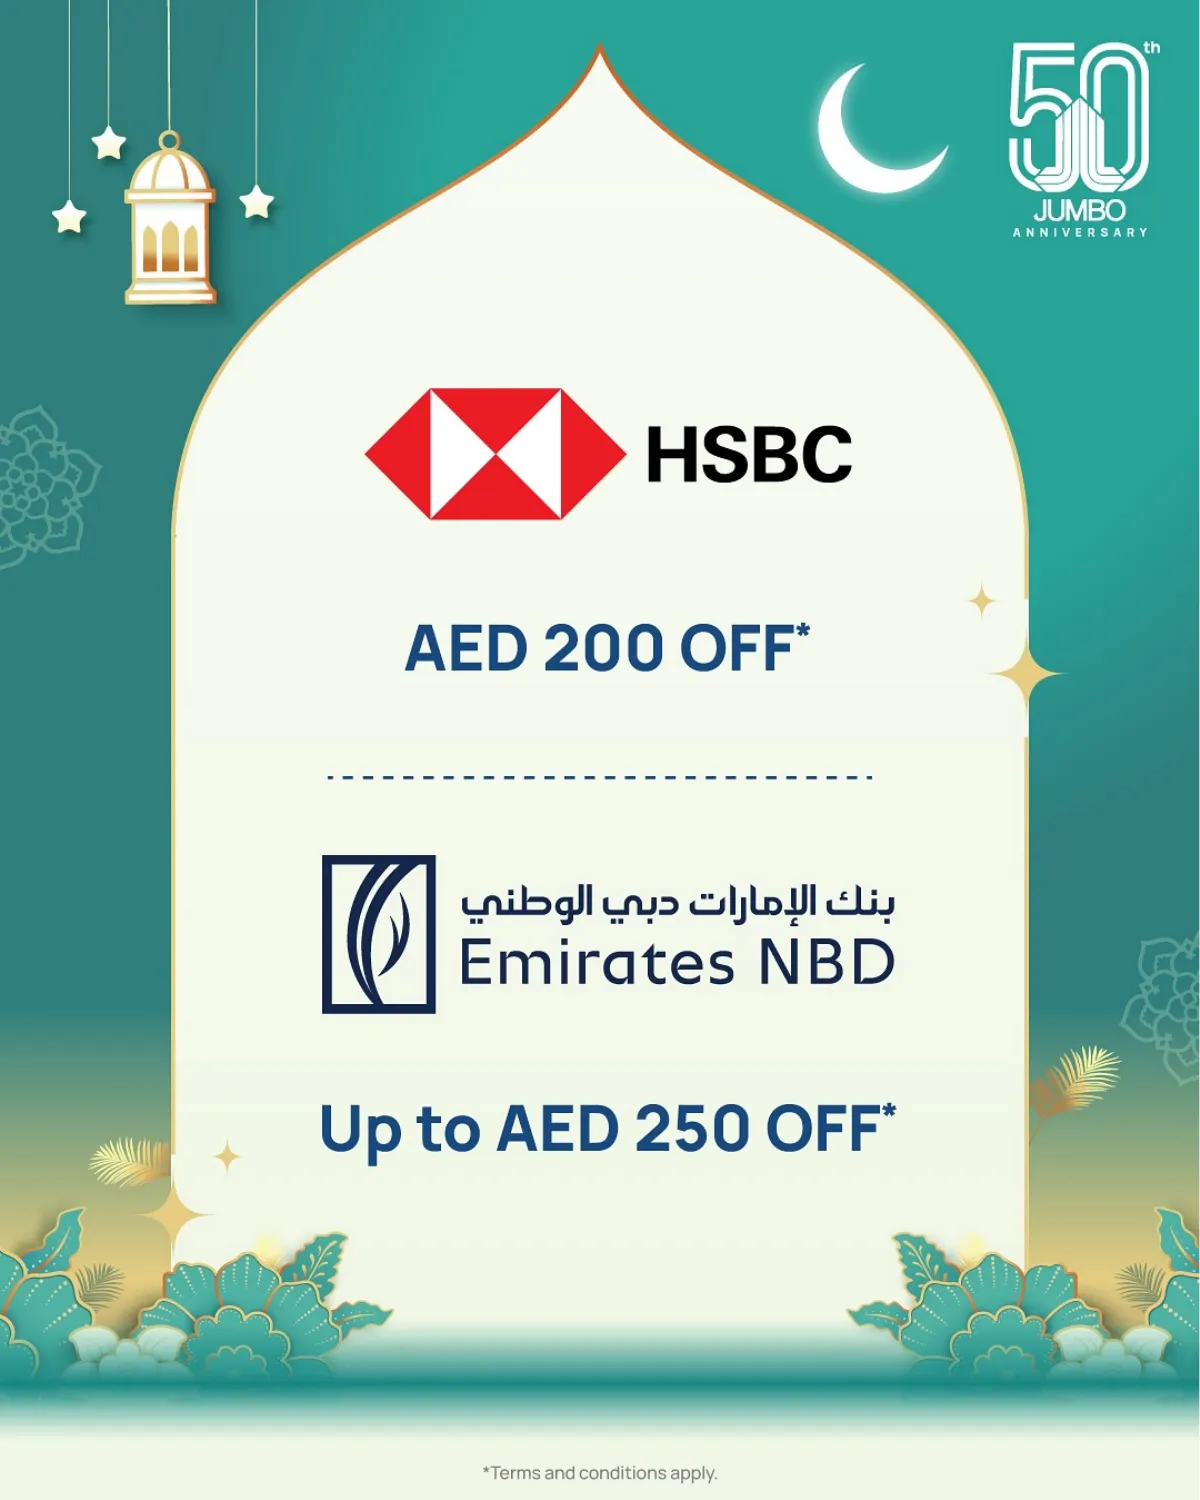 50th
JUMBO
ANNIVERSARY
HSBC
AED 200 OFF*
بنك الإمارات دبي الوطني
Emirates NBD
Up to AED 250 OFF*
*Terms and conditions apply.